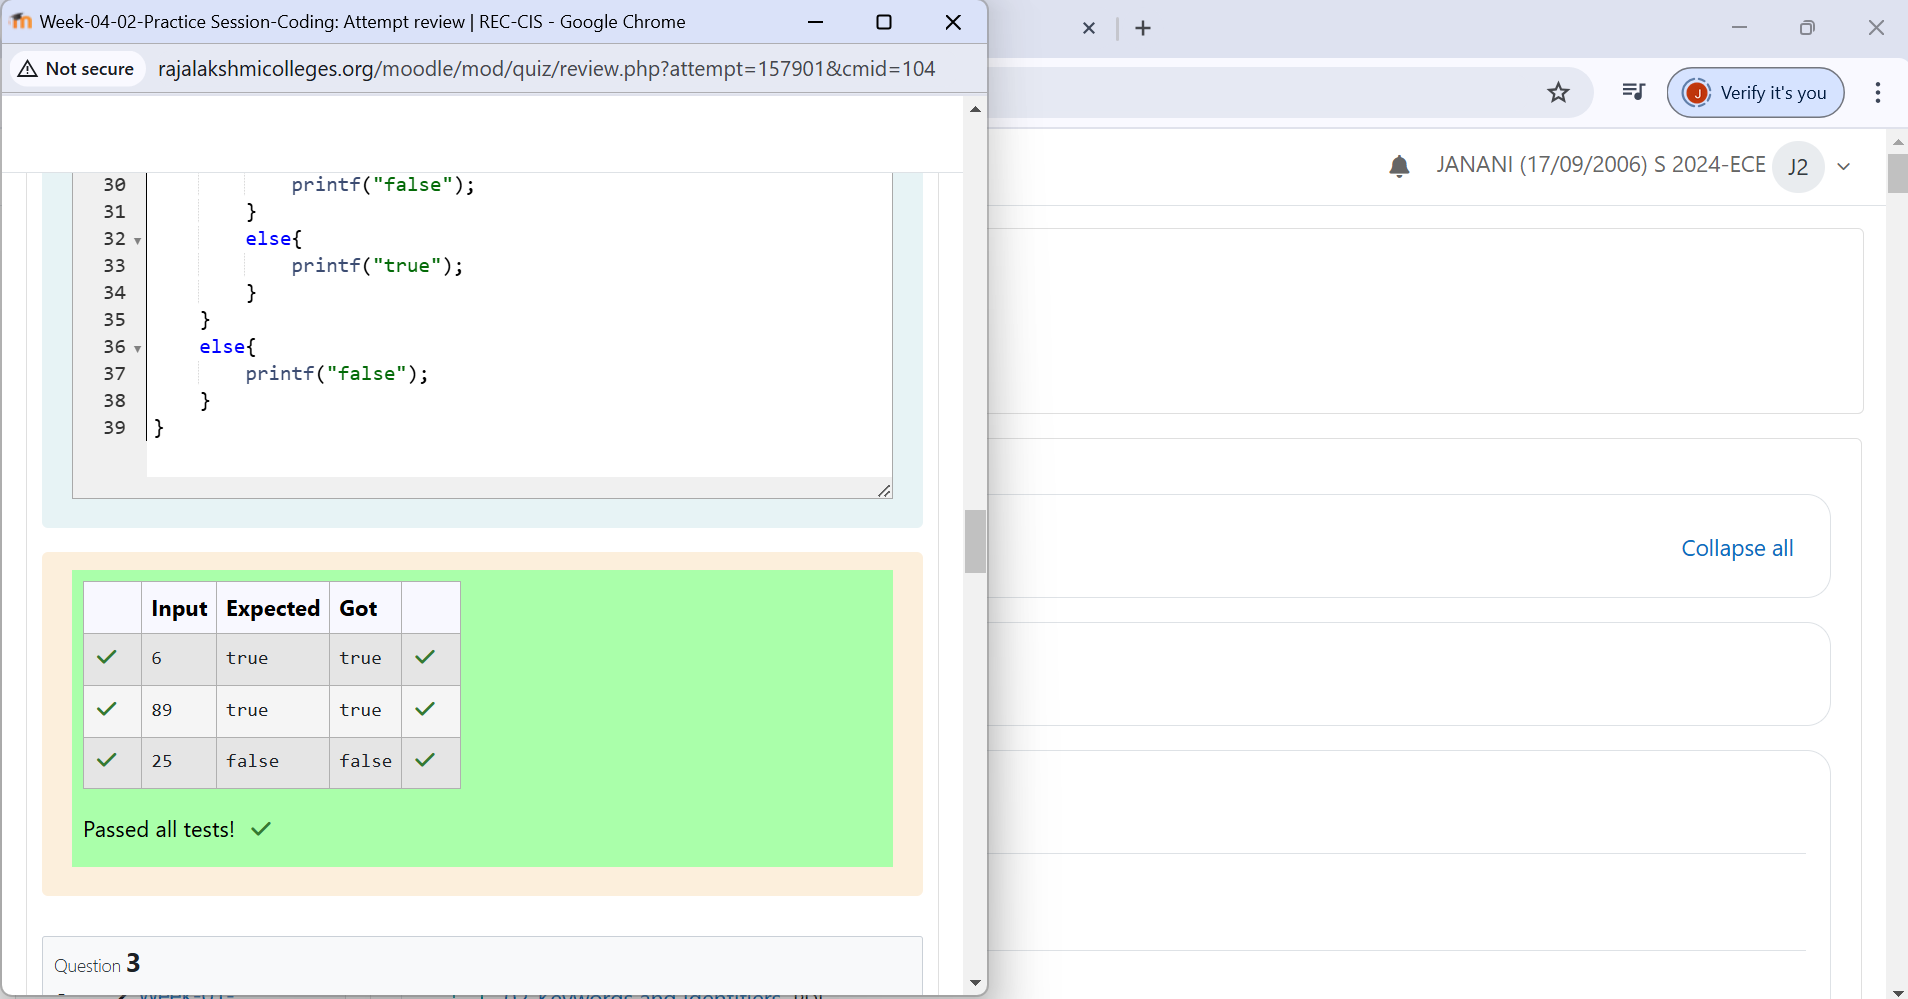 Week-04-02-Practice Session-Coding: Attempt review | REC-CIS - Google Chrome
Not secure rajalakshmicolleges.org/moodle/mod/quiz/review.php?attempt=157901&cmid=104
J Verify it's you
JANANI (17/09/2006) S 2024-ECE J2
30 printf("false");
31 }
32 else{
33 printf("true");
34 }
35 }
36 else{
37 printf("false");
38 }
39 }
Collapse all
Input Expected Got
6 true true
89 true true
25 false false
Passed all tests!
Question 3